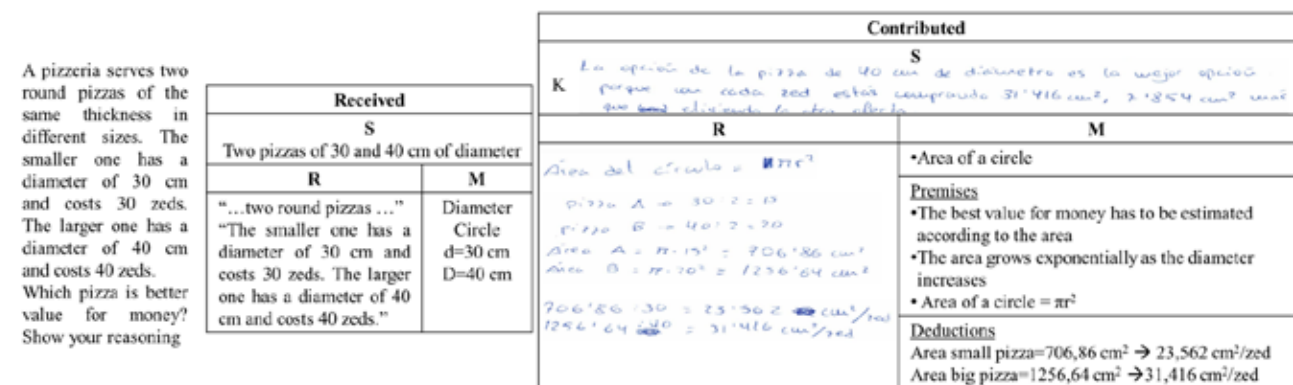 A pizzeria serves two
round pizzas of the
same thickness in
different sizes. The
smaller one has a
diameter of 30 cm
and costs 30 zeds.
The larger one has a
diameter of 40 cm
and costs 40 zeds.
Which pizza is better
value for money?
Show your reasoning
Received
S
Two pizzas of 30 and 40 cm of diameter
R
M
"...two round pizzas ..."
"The smaller one has a
diameter of 30 cm and
costs 30 zeds. The larger
one has a diameter of 40
cm and costs 40 zeds."
Diameter
Circle
d=30 cm
D=40 cm
Contributed
S
K
La opción de la pizza de 40 cm de diámetro es la mejor opción
porque con cada zed estás comprando 31'416 cm², 7'854 cm² más
que eligiendo la otra oferta
R
M
Área del círculo = πr²
pizza A → 30:2 = 15
pizza B → 40:2 = 20
Área A = π·15² = 706'86 cm²
Área B = π·20² = 1256'64 cm²
706'86:30 = 23'562 cm²/zed
1256'64:40 = 31'416 cm²/zed
•Area of a circle
Premises
•The best value for money has to be estimated
according to the area
•The area grows exponentially as the diameter
increases
• Area of a circle = πr²
Deductions
Area small pizza=706,86 cm² → 23,562 cm²/zed
Area big pizza=1256,64 cm² →31,416 cm²/zed